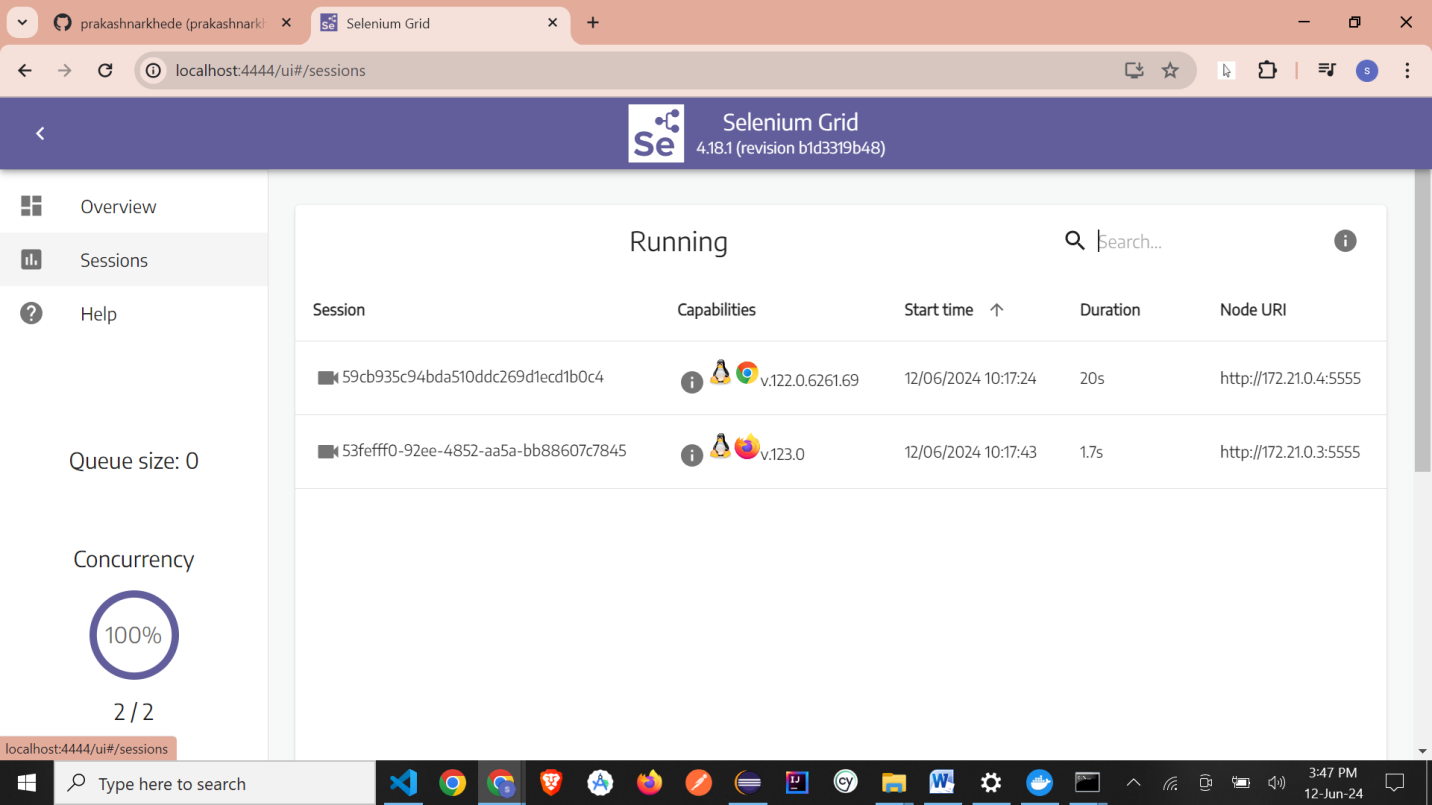 prakashnarkhede (prakashnarkh
Selenium Grid
localhost:4444/ui#/sessions
S
Se
Selenium Grid
4.18.1 (revision b1d3319b48)
Overview
Sessions
Help
Queue size: 0
Concurrency
100%
2 / 2
Running
Search...
Session Capabilities Start time Duration Node URI
59cb935c94bda510ddc269d1ecd1b0c4 v.122.0.6261.69 12/06/2024 10:17:24 20s http://172.21.0.4:5555
53fefff0-92ee-4852-aa5a-bb88607c7845 v.123.0 12/06/2024 10:17:43 1.7s http://172.21.0.3:5555
localhost:4444/ui#/sessions
Type here to search
3:47 PM
12-Jun-24